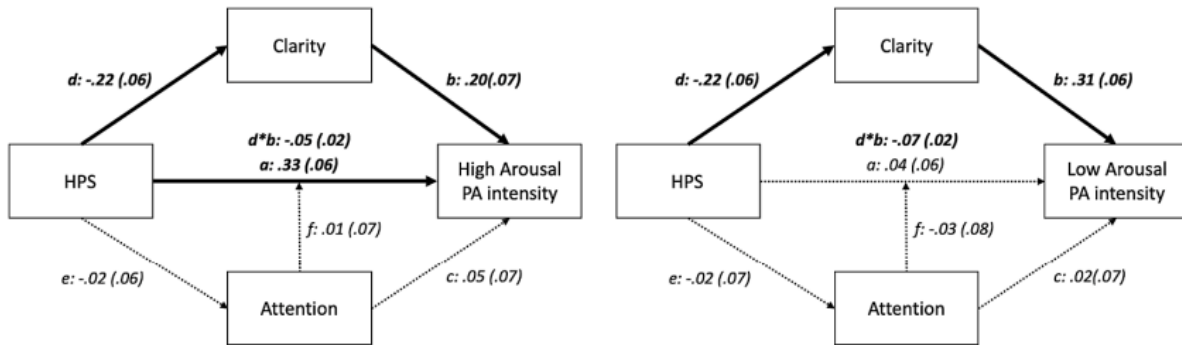 Clarity
d: -.22 (.06)
b: .20(.07)
d*b: -.05 (.02)
a: .33 (.06)
HPS
High Arousal
PA intensity
f: .01 (.07)
e: -.02 (.06)
c: .05 (.07)
Attention
Clarity
d: -.22 (.06)
b: .31 (.06)
d*b: -.07 (.02)
a: .04 (.06)
HPS
Low Arousal
PA intensity
f: -.03 (.08)
e: -.02 (.07)
c: .02(.07)
Attention